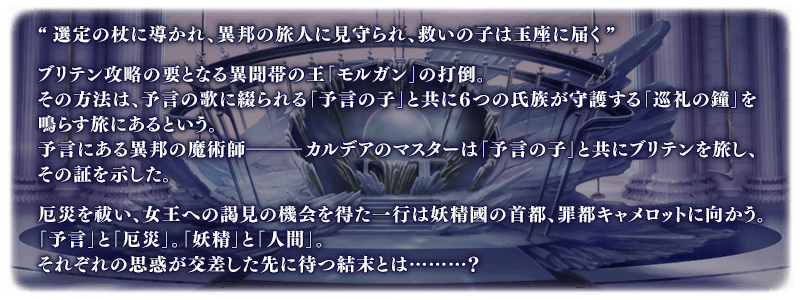 “ 選定の杖に導かれ、異邦の旅人に見守られ、救いの子は玉座に届く”
ブリテン攻略の要となる異聞帯の王「モルガン」の打倒。
その方法は、予言の歌に綴られる「予言の子」と共に6つの氏族が守護する「巡礼の鐘」を
鳴らす旅にあるという。
予言にある異邦の魔術師───カルデアのマスターは「予言の子」と共にブリテンを旅し、
その証を示した。
厄災を祓い、女王への謁見の機会を得た一行は妖精國の首都、罪都キャメロットに向かう。
「予言」と「厄災」。「妖精」と「人間」。
それぞれの思惑が交差した先に待つ結末とは………？